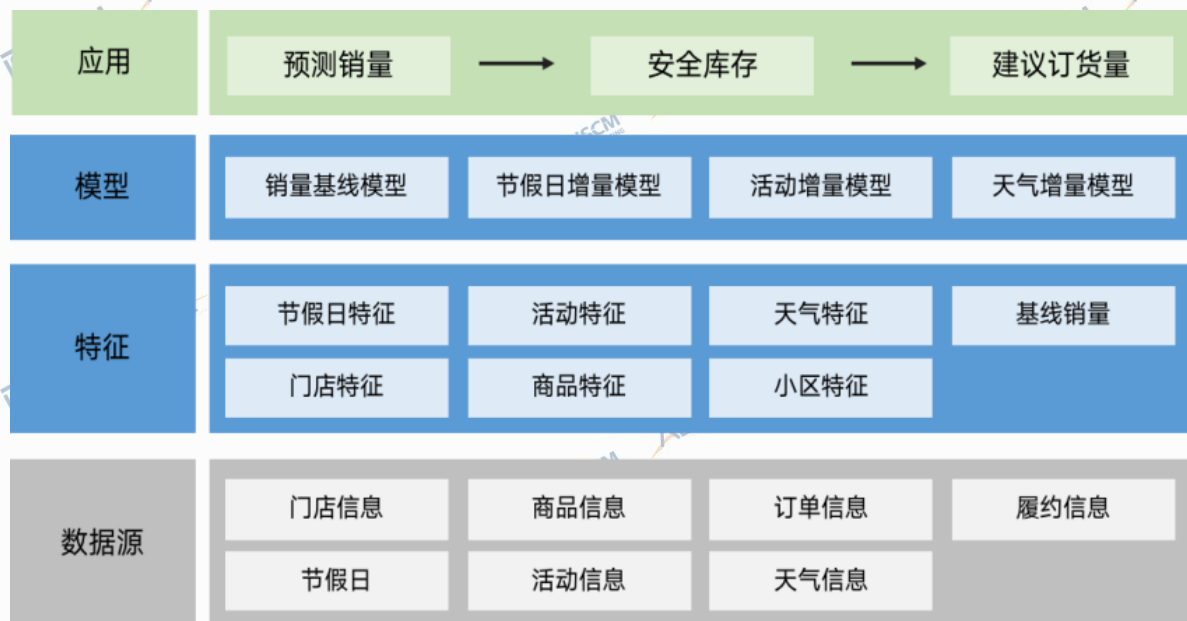 应用
预测销量
安全库存
建议订货量
模型
销量基线模型
节假日增量模型
活动增量模型
天气增量模型
特征
节假日特征
活动特征
天气特征
基线销量
门店特征
商品特征
小区特征
数据源
门店信息
商品信息
订单信息
履约信息
节假日
活动信息
天气信息